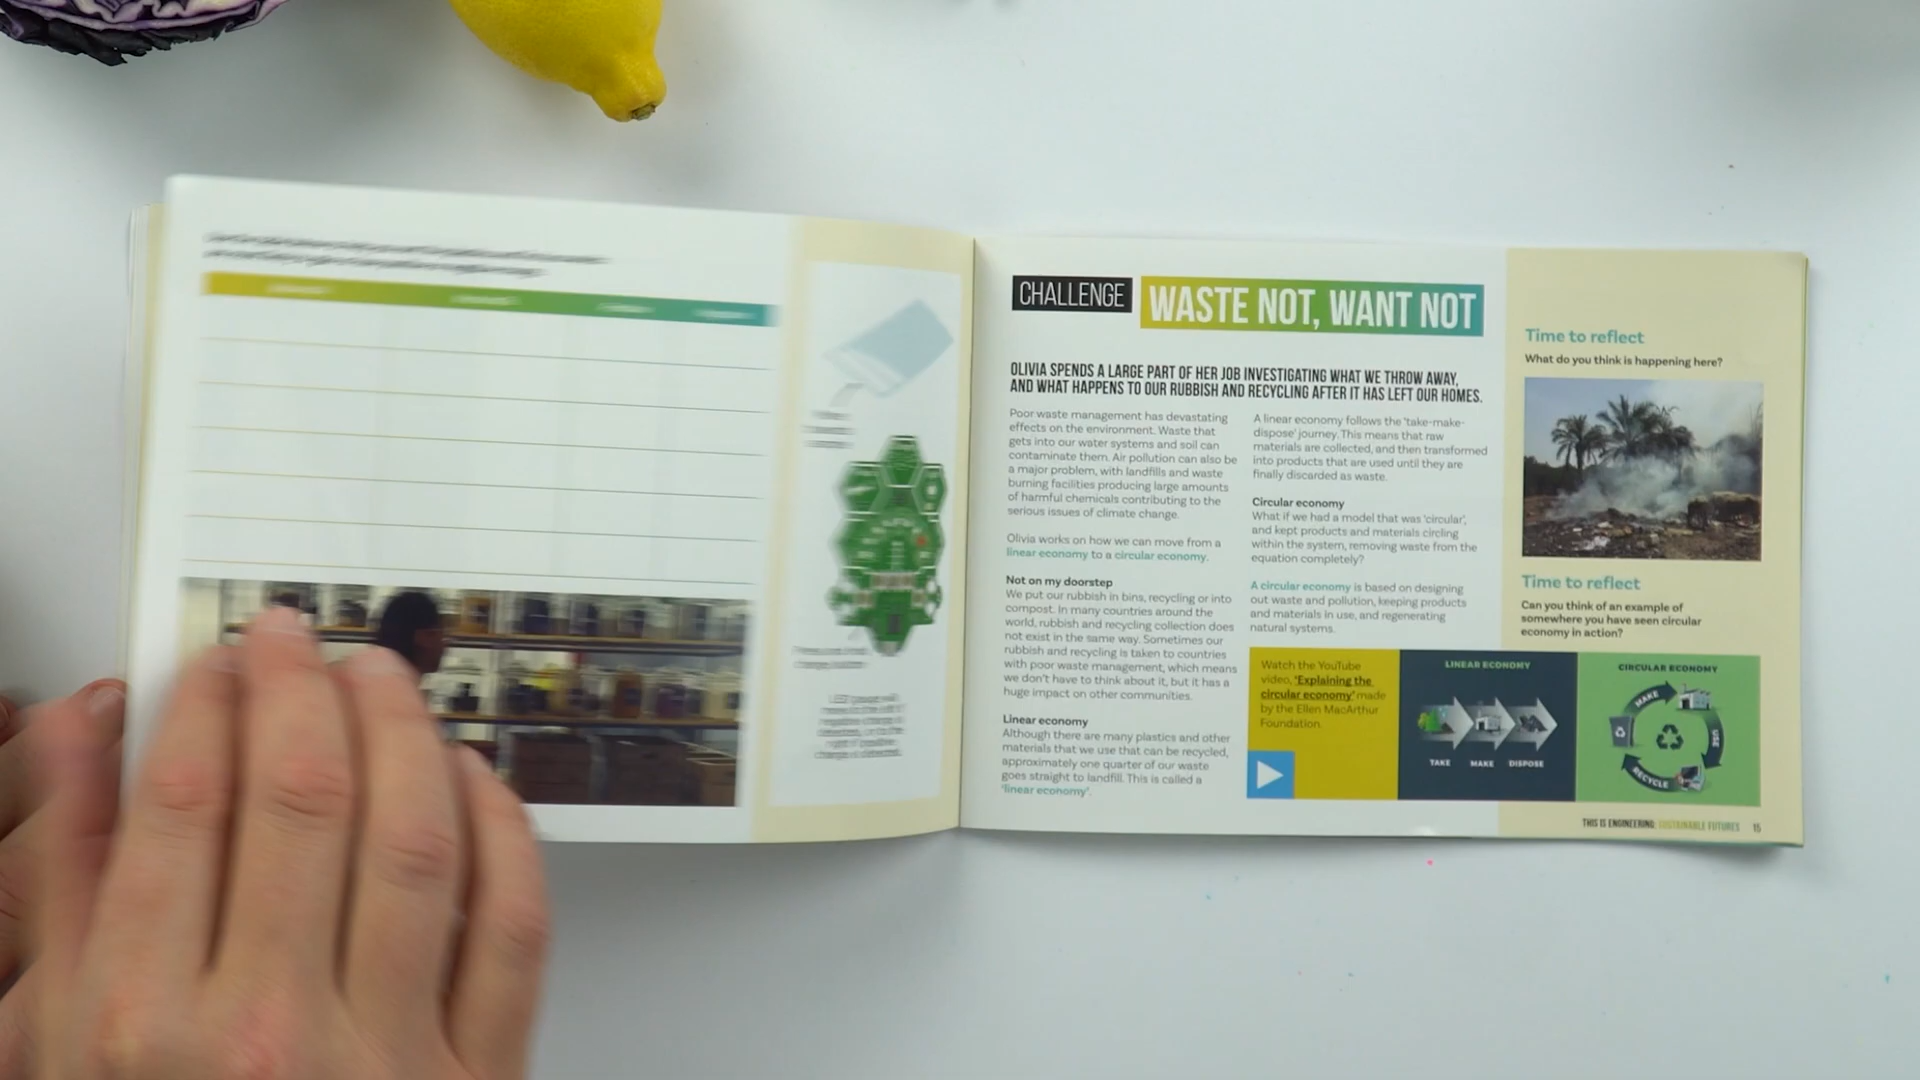 CHALLENGE
WASTE NOT, WANT NOT
OLIVIA SPENDS A LARGE PART OF HER JOB INVESTIGATING WHAT WE THROW AWAY,
AND WHAT HAPPENS TO OUR RUBBISH AND RECYCLING AFTER IT HAS LEFT OUR HOMES.
Poor waste management has devastating
effects on the environment. Waste that
gets into our water systems and soil can
contaminate them. Air pollution can also be
a major problem, with landfills and waste
burning facilities producing large amounts
of harmful chemicals contributing to the
serious issues of climate change.
Olivia works on how we can move from a
linear economy to a circular economy.
Not on my doorstep
We put our rubbish in bins, recycling or into
compost. In many countries around the
world, rubbish and recycling collection does
not exist in the same way. Sometimes our
rubbish and recycling is taken to countries
with poor waste management, which means
we don't have to think about it, but it has a
huge impact on other communities.
Linear economy
Although there are many plastics and other
materials that we use that can be recycled,
approximately one quarter of our waste
goes straight to landfill. This is called a
'linear economy'.
A linear economy follows the 'take-make-
dispose' journey. This means that raw
materials are collected, and then transformed
into products that are used until they are
finally discarded as waste.
Circular economy
What if we had a model that was 'circular',
and kept products and materials circling
within the system, removing waste from the
equation completely?
A circular economy is based on designing
out waste and pollution, keeping products
and materials in use, and regenerating
natural systems.
Watch the YouTube
video, 'Explaining the
circular economy' made
by the Ellen MacArthur
Foundation.
LINEAR ECONOMY
TAKE MAKE DISPOSE
CIRCULAR ECONOMY
MAKE
USE
RECYCLE
Time to reflect
What do you think is happening here?
Time to reflect
Can you think of an example of
somewhere you have seen circular
economy in action?
THIS IS ENGINEERING: SUSTAINABLE FUTURES 15